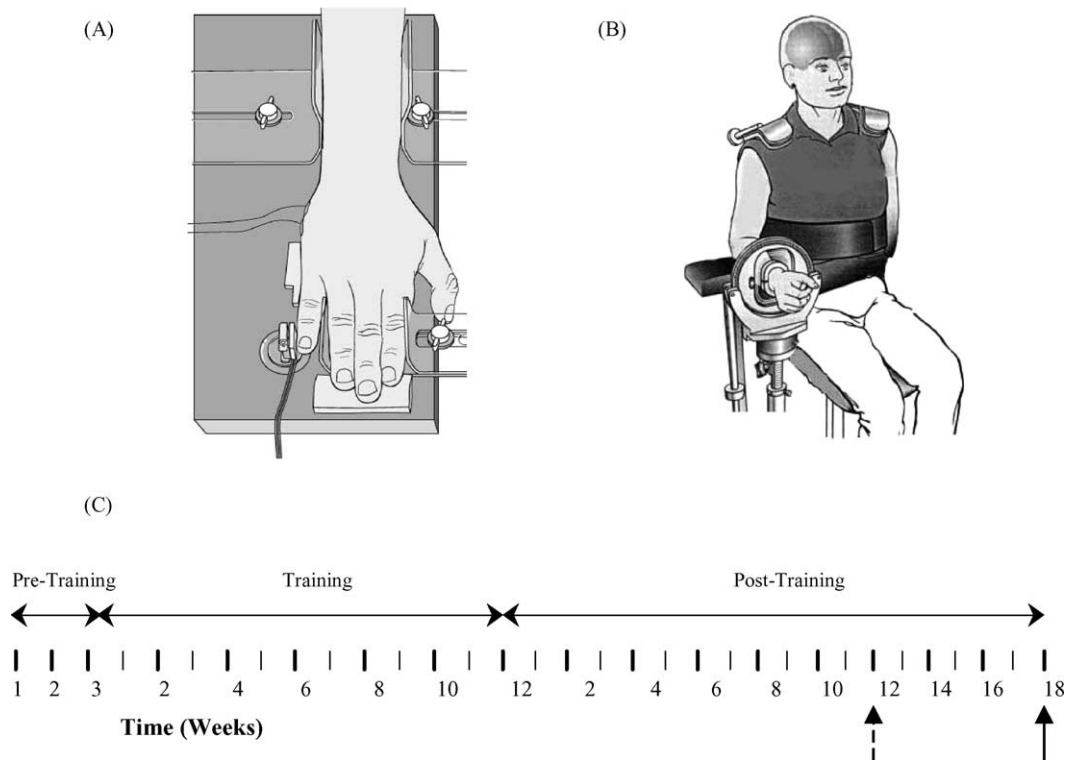 (A)
(B)
(C)
Pre-Training Training Post-Training
1 2 3 2 4 6 8 10 12 2 4 6 8 10 12 14 16 18
Time (Weeks)